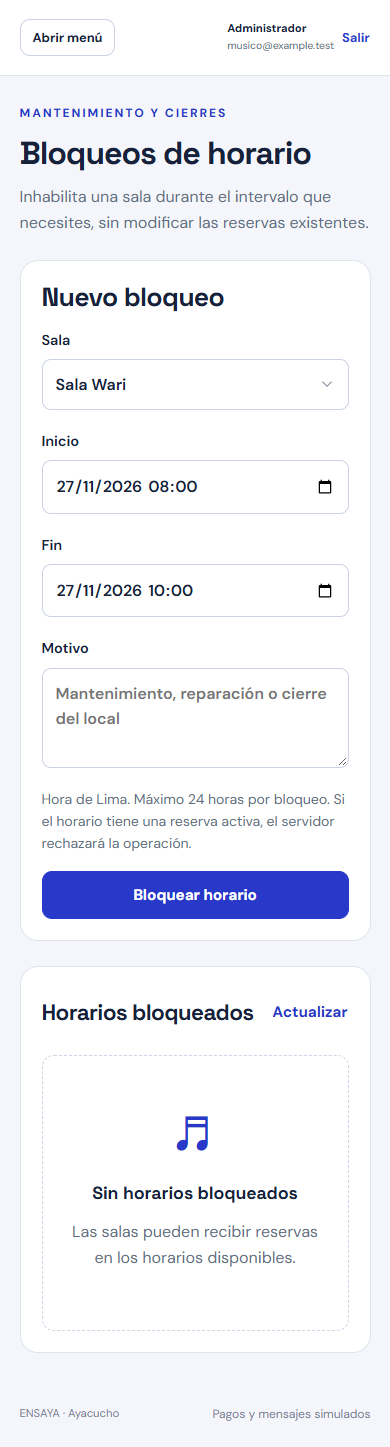 Abrir menú
Administrador
musico@example.test
Salir
MANTENIMIENTO Y CIERRES
Bloqueos de horario
Inhabilita una sala durante el intervalo que
necesites, sin modificar las reservas existentes.
Nuevo bloqueo
Sala
Sala Wari
Inicio
27/11/2026 08:00
Fin
27/11/2026 10:00
Motivo
Mantenimiento, reparación o cierre
del local
Hora de Lima. Máximo 24 horas por bloqueo. Si
el horario tiene una reserva activa, el servidor
rechazará la operación.
Bloquear horario
Horarios bloqueados
Actualizar
Sin horarios bloqueados
Las salas pueden recibir reservas
en los horarios disponibles.
ENSAYA · Ayacucho
Pagos y mensajes simulados